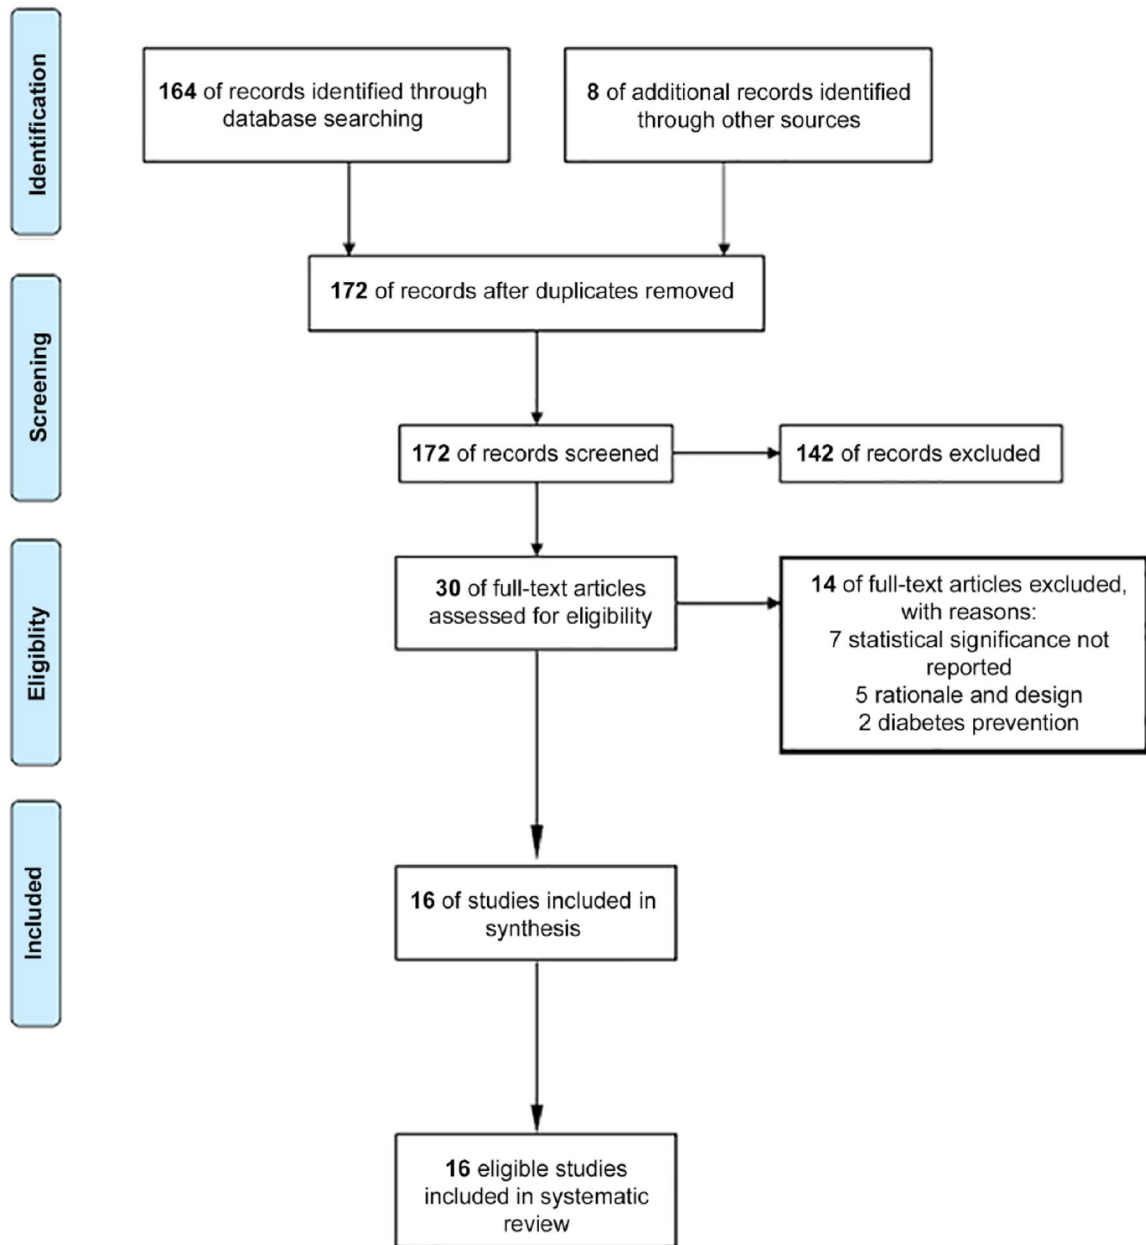 Identification
164 of records identified through
database searching
8 of additional records identified
through other sources
172 of records after duplicates removed
Screening
172 of records screened
142 of records excluded
Eligiblity
30 of full-text articles
assessed for eligibility
14 of full-text articles excluded,
with reasons:
7 statistical significance not
reported
5 rationale and design
2 diabetes prevention
Included
16 of studies included in
synthesis
16 eligible studies
included in systematic
review